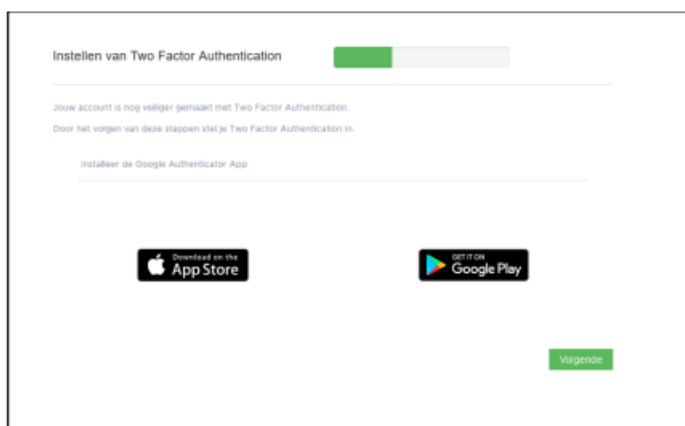 Instellen van Two Factor Authentication
Jouw account is nog veiliger gemaakt met Two Factor Authentication.
Door het volgen van deze stappen stel je Two Factor Authentication in.
Installeer de Google Authenticator App
Download on the
App Store
GET IT ON
Google Play
Volgende